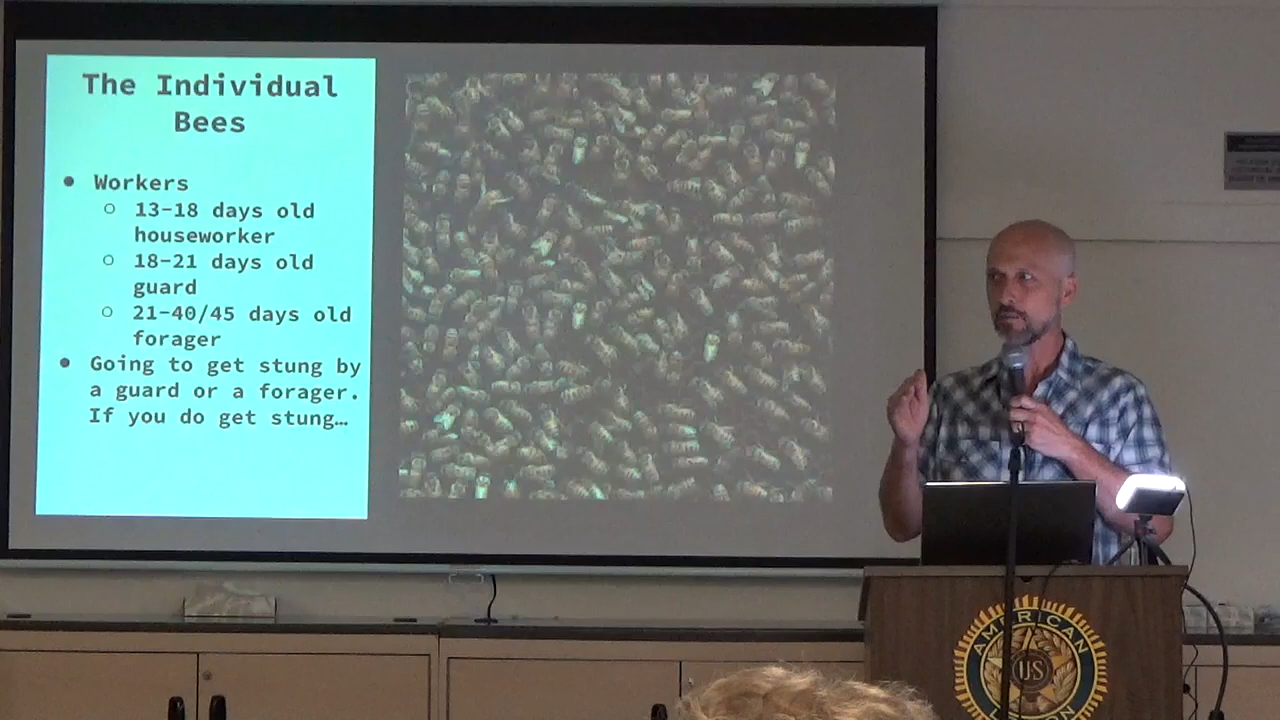 The Individual
Bees
● Workers
○ 13-18 days old
houseworker
○ 18-21 days old
guard
○ 21-40/45 days old
forager
● Going to get stung by
a guard or a forager.
If you do get stung…
AMERICAN
US
LEGION